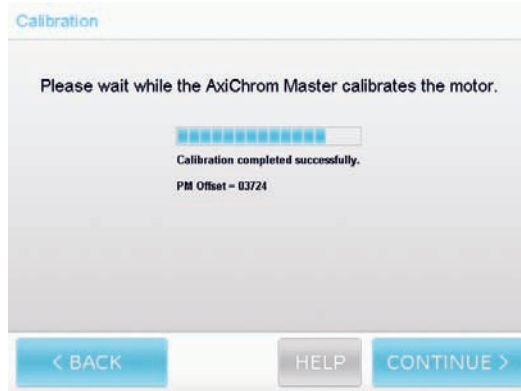 Calibration
Please wait while the AxiChrom Master calibrates the motor.
Calibration completed successfully.
PM Offset = 03724
< BACK
HELP
CONTINUE >